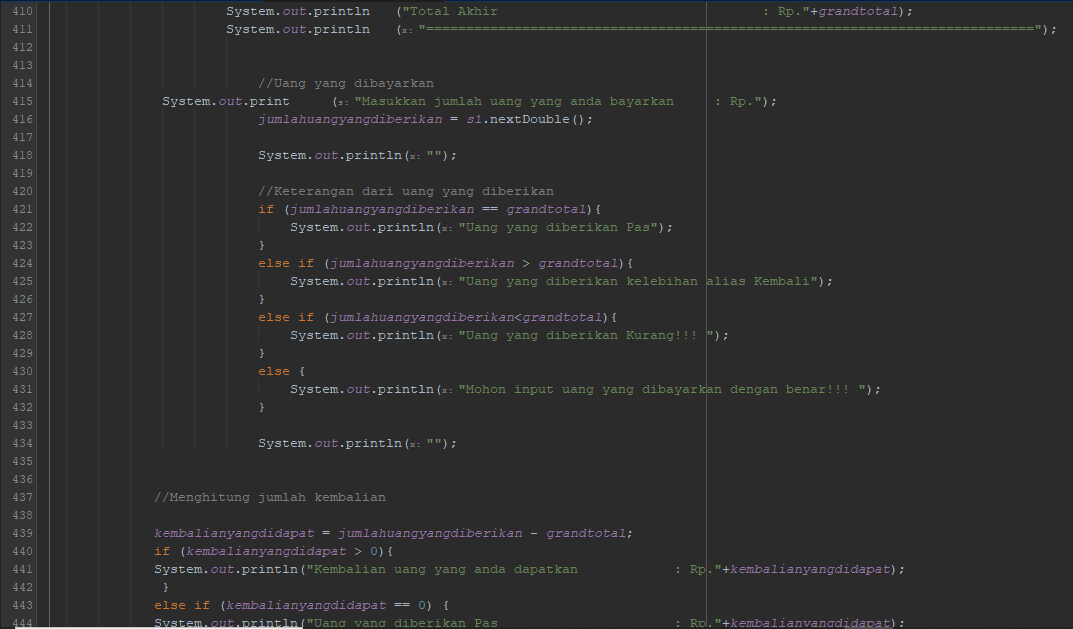 410 System.out.println ("Total Akhir : Rp."+grandtotal);
411 System.out.println (x: "============================================================================");
412
413
414 //Uang yang dibayarkan
415 System.out.print (s: "Masukkan jumlah uang yang anda bayarkan : Rp.");
416 jumlahuangyangdiberikan = s1.nextDouble();
417
418 System.out.println(x: "");
419
420 //Keterangan dari uang yang diberikan
421 if (jumlahuangyangdiberikan == grandtotal){
422 System.out.println(x: "Uang yang diberikan Pas");
423 }
424 else if (jumlahuangyangdiberikan > grandtotal){
425 System.out.println(x: "Uang yang diberikan kelebihan alias Kembali");
426 }
427 else if (jumlahuangyangdiberikan<grandtotal){
428 System.out.println(x: "Uang yang diberikan Kurang!!! ");
429 }
430 else {
431 System.out.println(x: "Mohon input uang yang dibayarkan dengan benar!!! ");
432 }
433
434 System.out.println(x: "");
435
436
437 //Menghitung jumlah kembalian
438
439 kembalianyangdidapat = jumlahuangyangdiberikan - grandtotal;
440 if (kembalianyangdidapat > 0){
441 System.out.println("Kembalian uang yang anda dapatkan : Rp."+kembalianyangdidapat);
442 }
443 else if (kembalianyangdidapat == 0) {
444 System.out.println("Uang yang diberikan Pas : Rp."+kembalianyangdidapat);